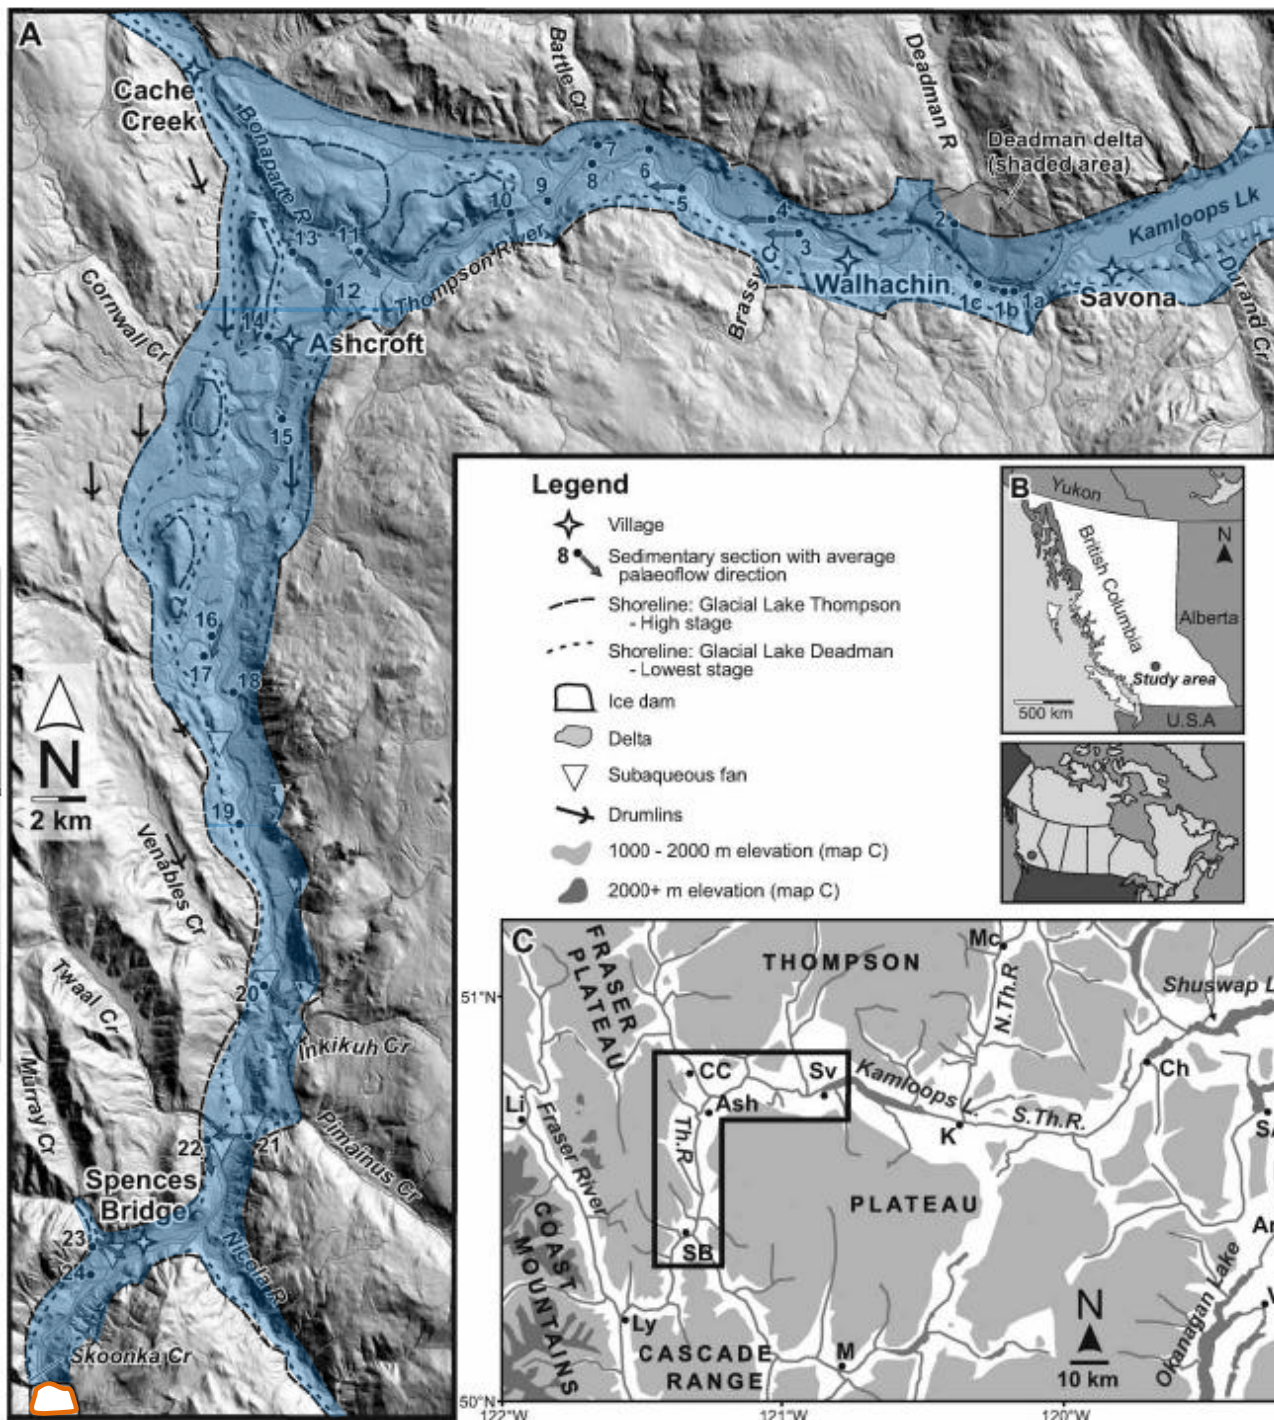 A
Cache
Creek
Bonaparte R
Battle Cr
Deadman R
Deadman delta
(shaded area)
Kamloops Lk
Durand Cr
Savona
Walhachin
Brassy C
Thompson River
Ashcroft
Cornwall Cr
1a
1b
1c
2
3
4
5
6
7
8
9
10
11
12
13
14
15
16
17
18
19
20
21
22
23
24
N
2 km
Venables Cr
Twaal Cr
Murray Cr
Inkikuh Cr
Pimainus Cr
Spences
Bridge
Nicola R
Skoonka Cr
Legend
Village
8 Sedimentary section with average
palaeoflow direction
Shoreline: Glacial Lake Thompson
- High stage
Shoreline: Glacial Lake Deadman
- Lowest stage
Ice dam
Delta
Subaqueous fan
Drumlins
1000 - 2000 m elevation (map C)
2000+ m elevation (map C)
B
Yukon
N
British Columbia
Alberta
Study area
500 km
U.S.A
C
FRASER
PLATEAU
THOMPSON
Mc
N.Th.R
Shuswap L
51°N
CC
Sv
Kamloops L.
Ch
Li
Ash
S.Th.R.
K
Th.R
Fraser River
PLATEAU
COAST
MOUNTAINS
SB
Ar
Okanagan Lake
N
Ly
CASCADE
RANGE
M
10 km
50°N
122°W
121°W
120°W